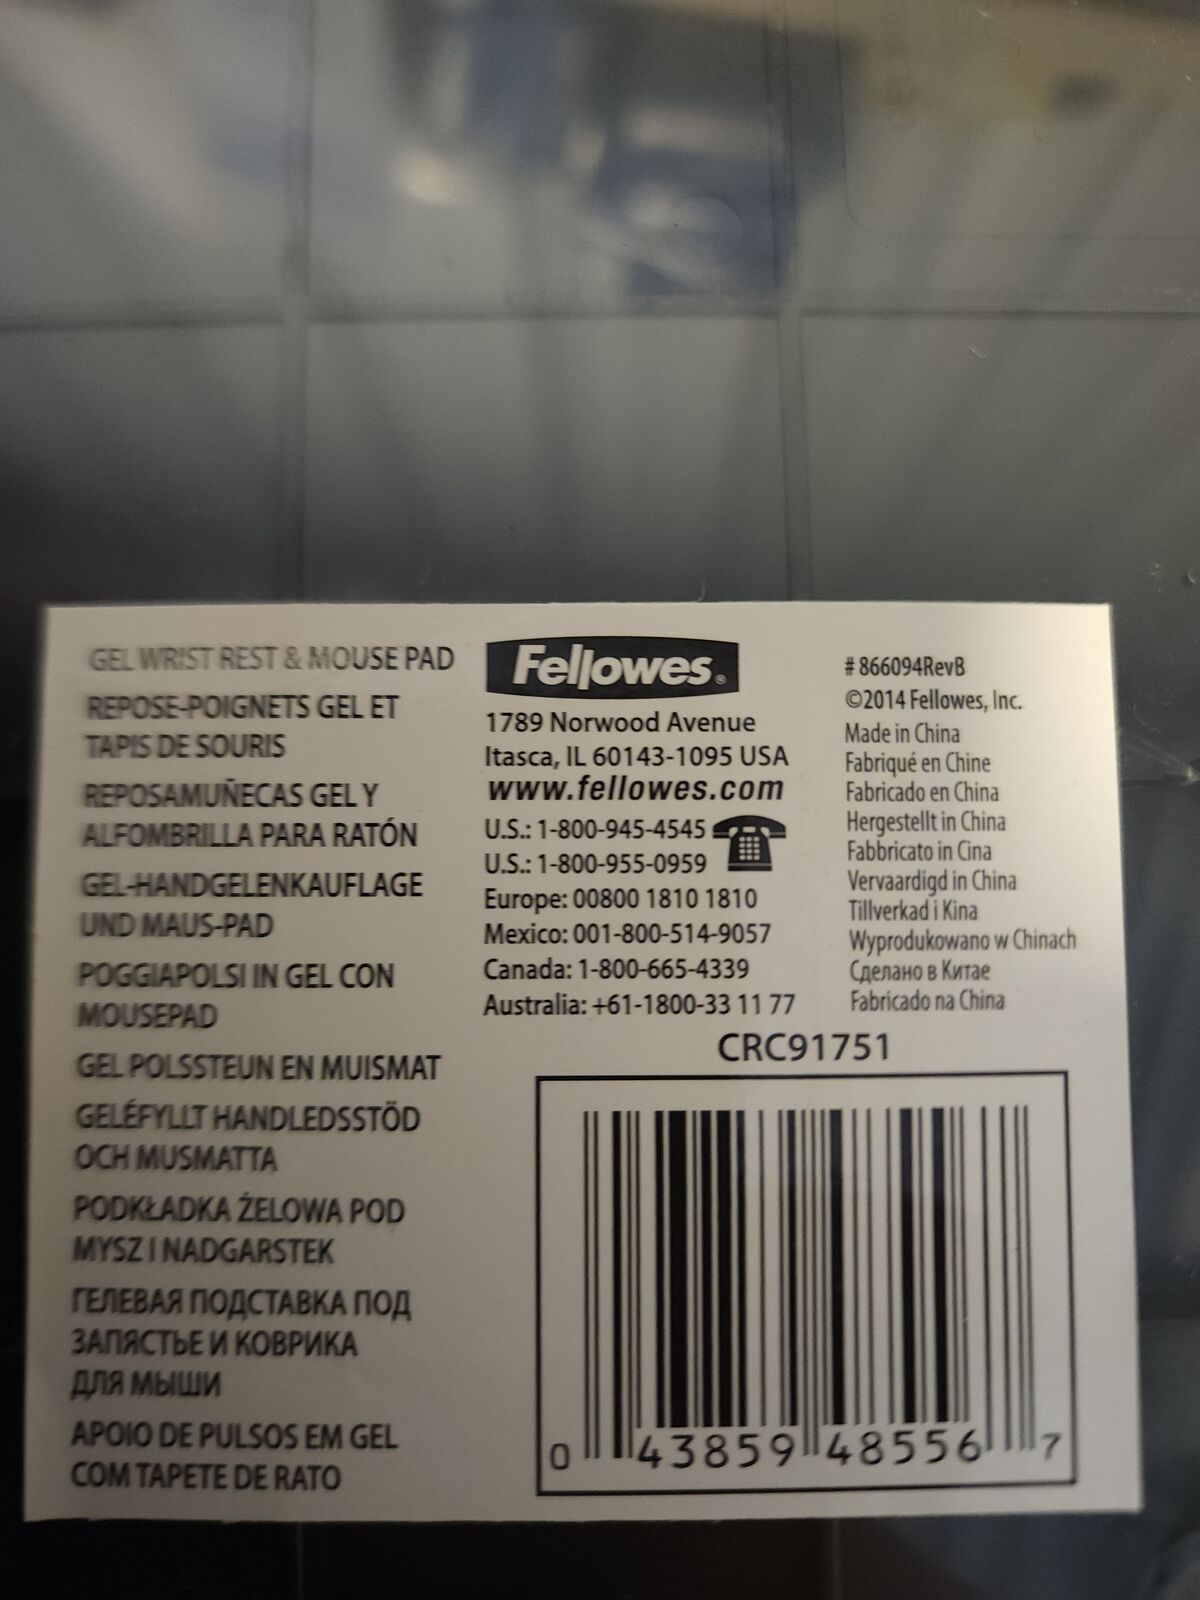 GEL WRIST REST & MOUSE PAD
REPOSE-POIGNETS GEL ET
TAPIS DE SOURIS
REPOSAMUÑECAS GEL Y
ALFOMBRILLA PARA RATÓN
GEL-HANDGELENKAUFLAGE
UND MAUS-PAD
POGGIAPOLSI IN GEL CON
MOUSEPAD
GEL POLSSTEUN EN MUISMAT
GELÉFYLLT HANDLEDSSTÖD
OCH MUSMATTA
PODKŁADKA ŻELOWA POD
MYSZ I NADGARSTEK
ГЕЛЕВАЯ ПОДСТАВКА ПОД
ЗАПЯСТЬЕ И КОВРИКА
ДЛЯ МЫШИ
APOIO DE PULSOS EM GEL
COM TAPETE DE RATO
Fellowes®
1789 Norwood Avenue
Itasca, IL 60143-1095 USA
www.fellowes.com
U.S.: 1-800-945-4545
U.S.: 1-800-955-0959
Europe: 00800 1810 1810
Mexico: 001-800-514-9057
Canada: 1-800-665-4339
Australia: +61-1800-33 11 77
# 866094RevB
©2014 Fellowes, Inc.
Made in China
Fabriqué en Chine
Fabricado en China
Hergestellt in China
Fabbricato in Cina
Vervaardigd in China
Tillverkad i Kina
Wyprodukowano w Chinach
Сделано в Китае
Fabricado na China
CRC91751
0 43859 48556 7